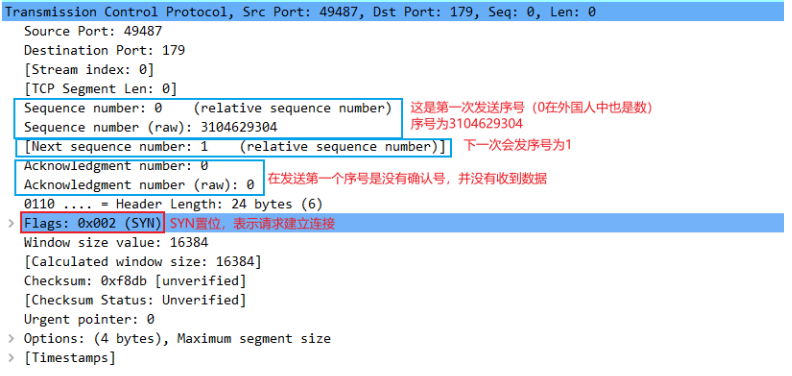 Transmission Control Protocol, Src Port: 49487, Dst Port: 179, Seq: 0, Len: 0
Source Port: 49487
Destination Port: 179
[Stream index: 0]
[TCP Segment Len: 0]
Sequence number: 0    (relative sequence number) 这是第一次发送序号（0在外国人中也是数）
Sequence number (raw): 3104629304 序号为3104629304
[Next sequence number: 1    (relative sequence number)] 下一次会发序号为1
Acknowledgment number: 0
Acknowledgment number (raw): 0 在发送第一个序号是没有确认号，并没有收到数据
0110 .... = Header Length: 24 bytes (6)
Flags: 0x002 (SYN) SYN置位，表示请求建立连接
Window size value: 16384
[Calculated window size: 16384]
Checksum: 0xf8db [unverified]
[Checksum Status: Unverified]
Urgent pointer: 0
Options: (4 bytes), Maximum segment size
[Timestamps]